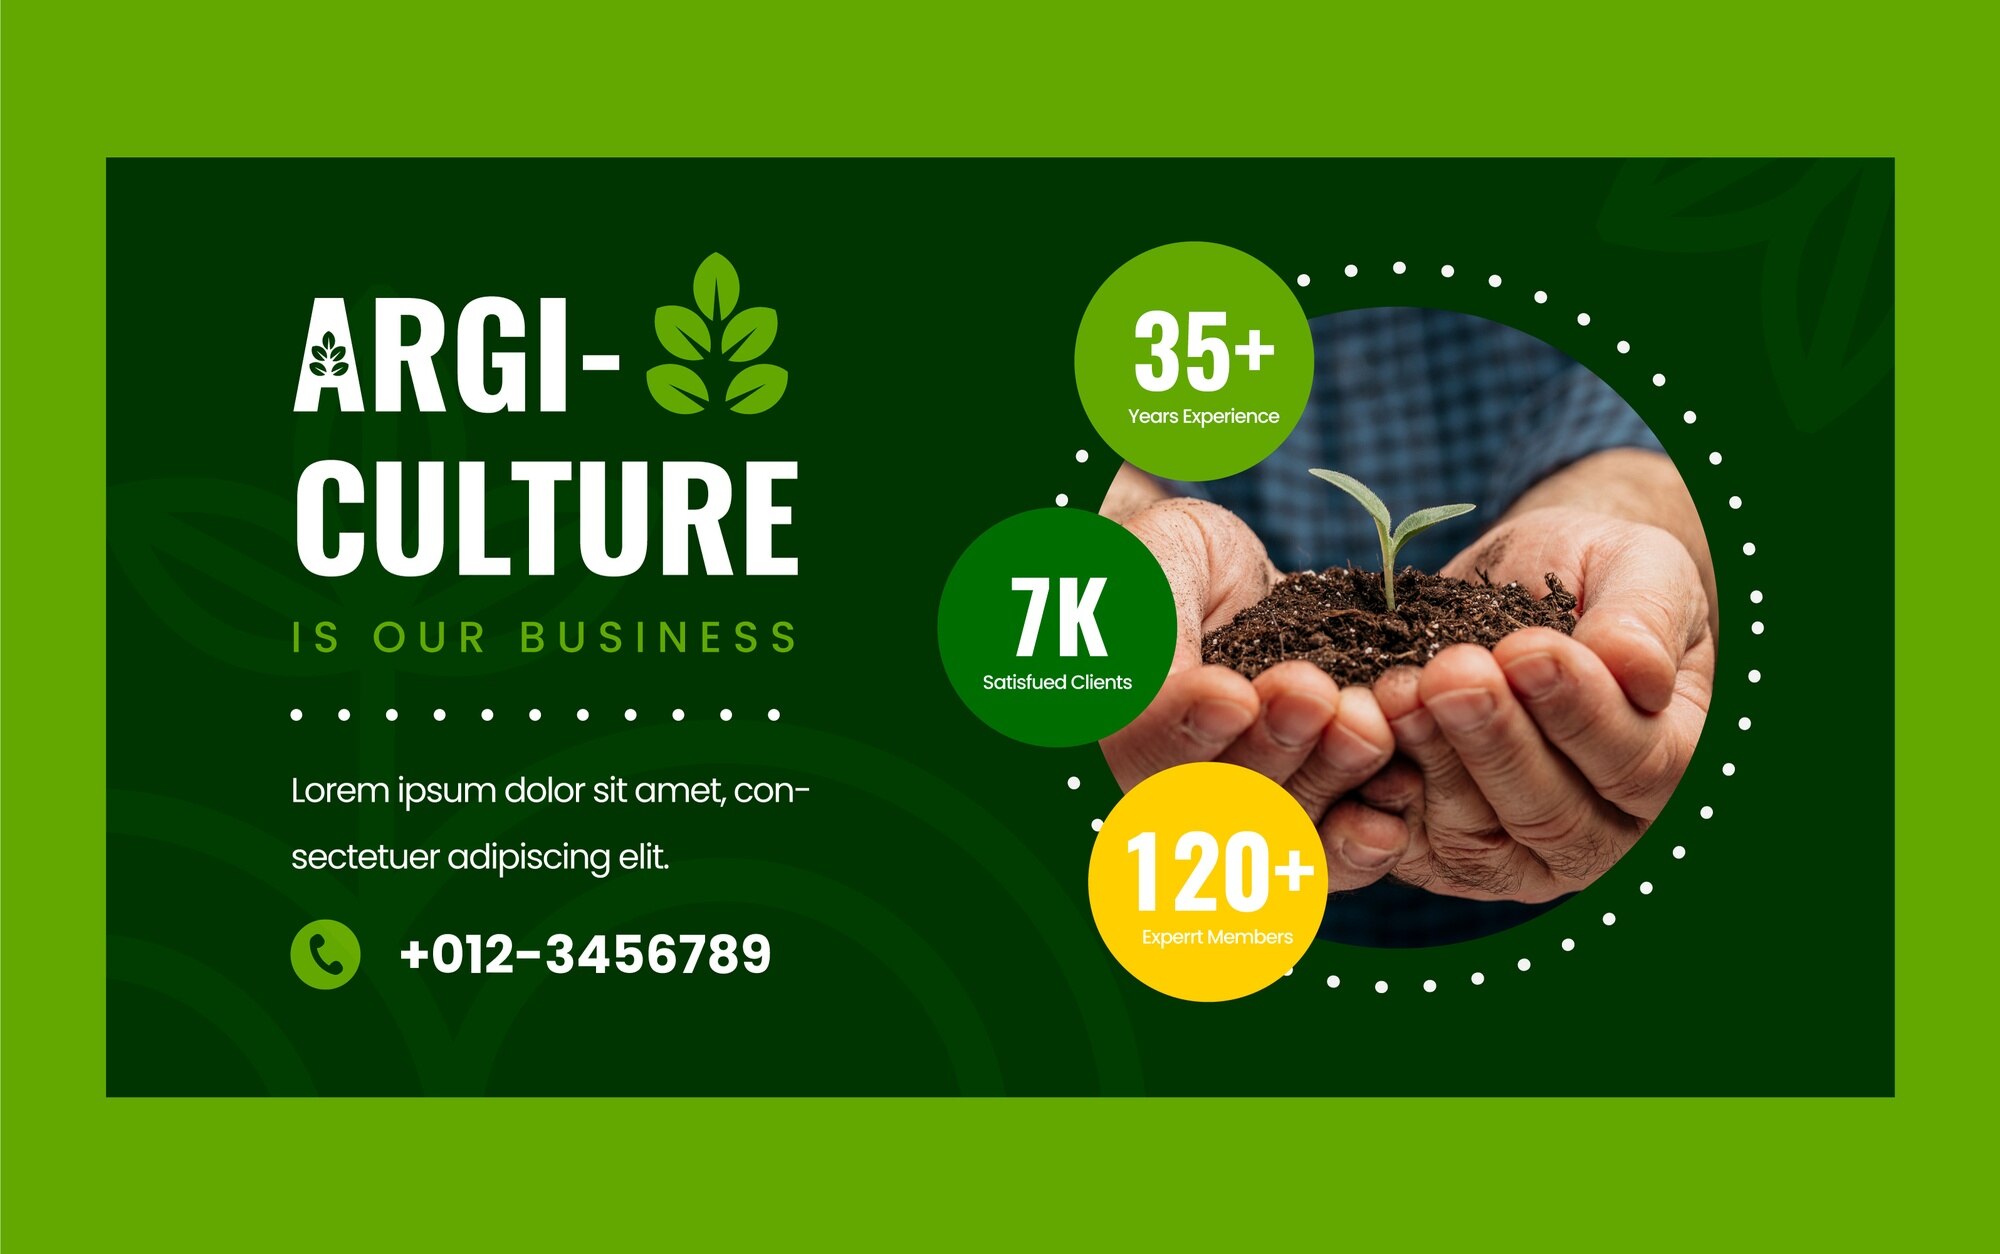 ARGI-
CULTURE
IS OUR BUSINESS
Lorem ipsum dolor sit amet, con-
sectetuer adipiscing elit.
+012-3456789
35+
Years Experience
7K
Satisfued Clients
120+
Experrt Members